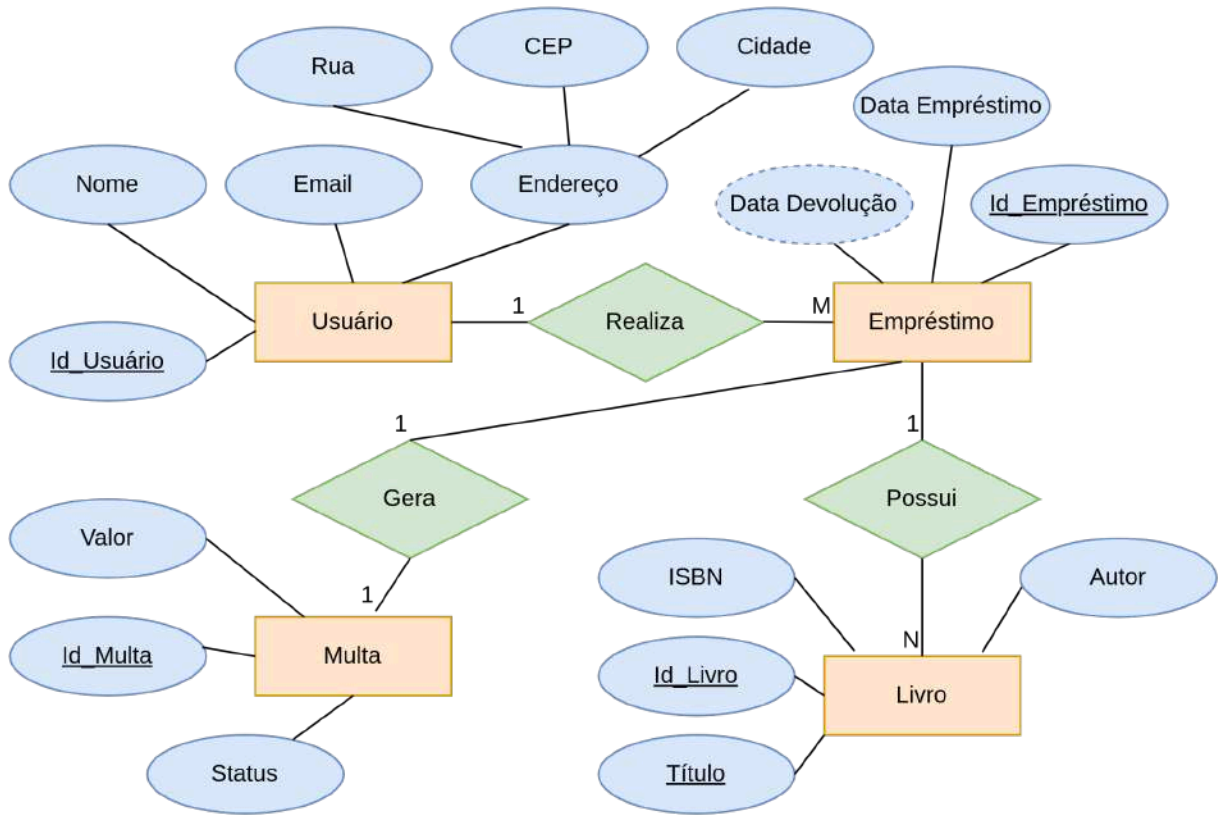 CEP
Cidade
Rua
Data Empréstimo
Nome
Email
Endereço
Data Devolução
Id_Empréstimo
Usuário
1
Realiza
M
Empréstimo
Id_Usuário
1
1
Gera
Possui
Valor
ISBN
Autor
1
Id_Multa
Multa
N
Id_Livro
Livro
Status
Título